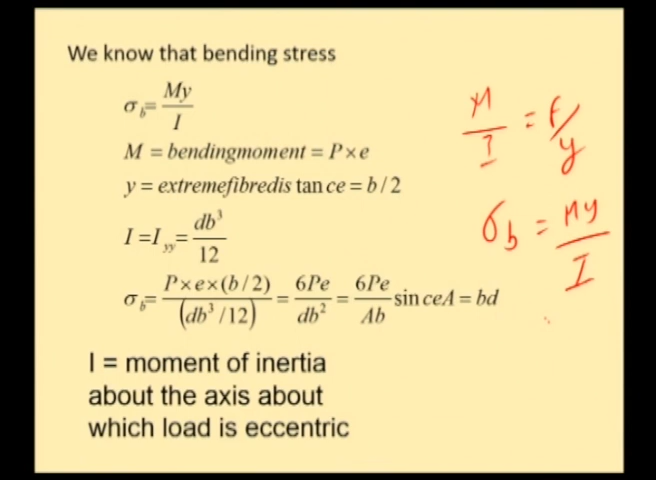 We know that bending stress
σb= My/I
M = bendingmoment = P×e
y = extremefibredis tan ce = b/2
I =Iyy= db³/12
σb= P×e×(b/2)/(db³/12) = 6Pe/db² = 6Pe/Ab sin ceA = bd
I = moment of inertia
about the axis about
which load is eccentric
M/I = f/y
σb = My/I